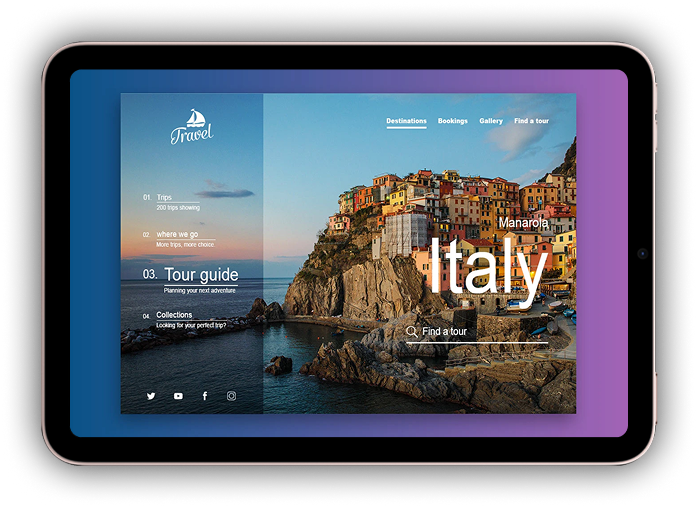 Travel
Destinations Bookings Gallery Find a tour
01. Trips
200 trips showing
02. where we go
More trips, more choice
03. Tour guide
Planning your next adventure
04. Collections
Looking for your perfect trip?
Manarola
Italy
Find a tour